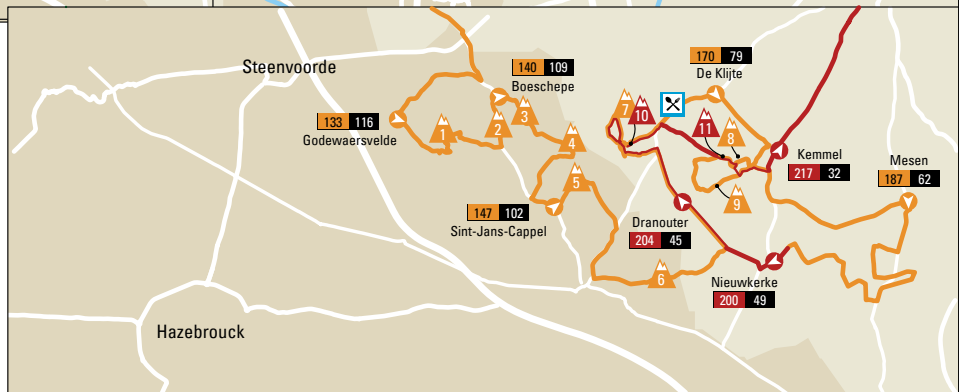 Steenvoorde
140 109
Boeschepe
170 79
De Klijte
133 116
Godewaersvelde
1
2
3
4
5
6
7
10
11
8
9
Kemmel
217 32
Mesen
187 62
147 102
Sint-Jans-Cappel
Dranouter
204 45
Nieuwkerke
200 49
Hazebrouck